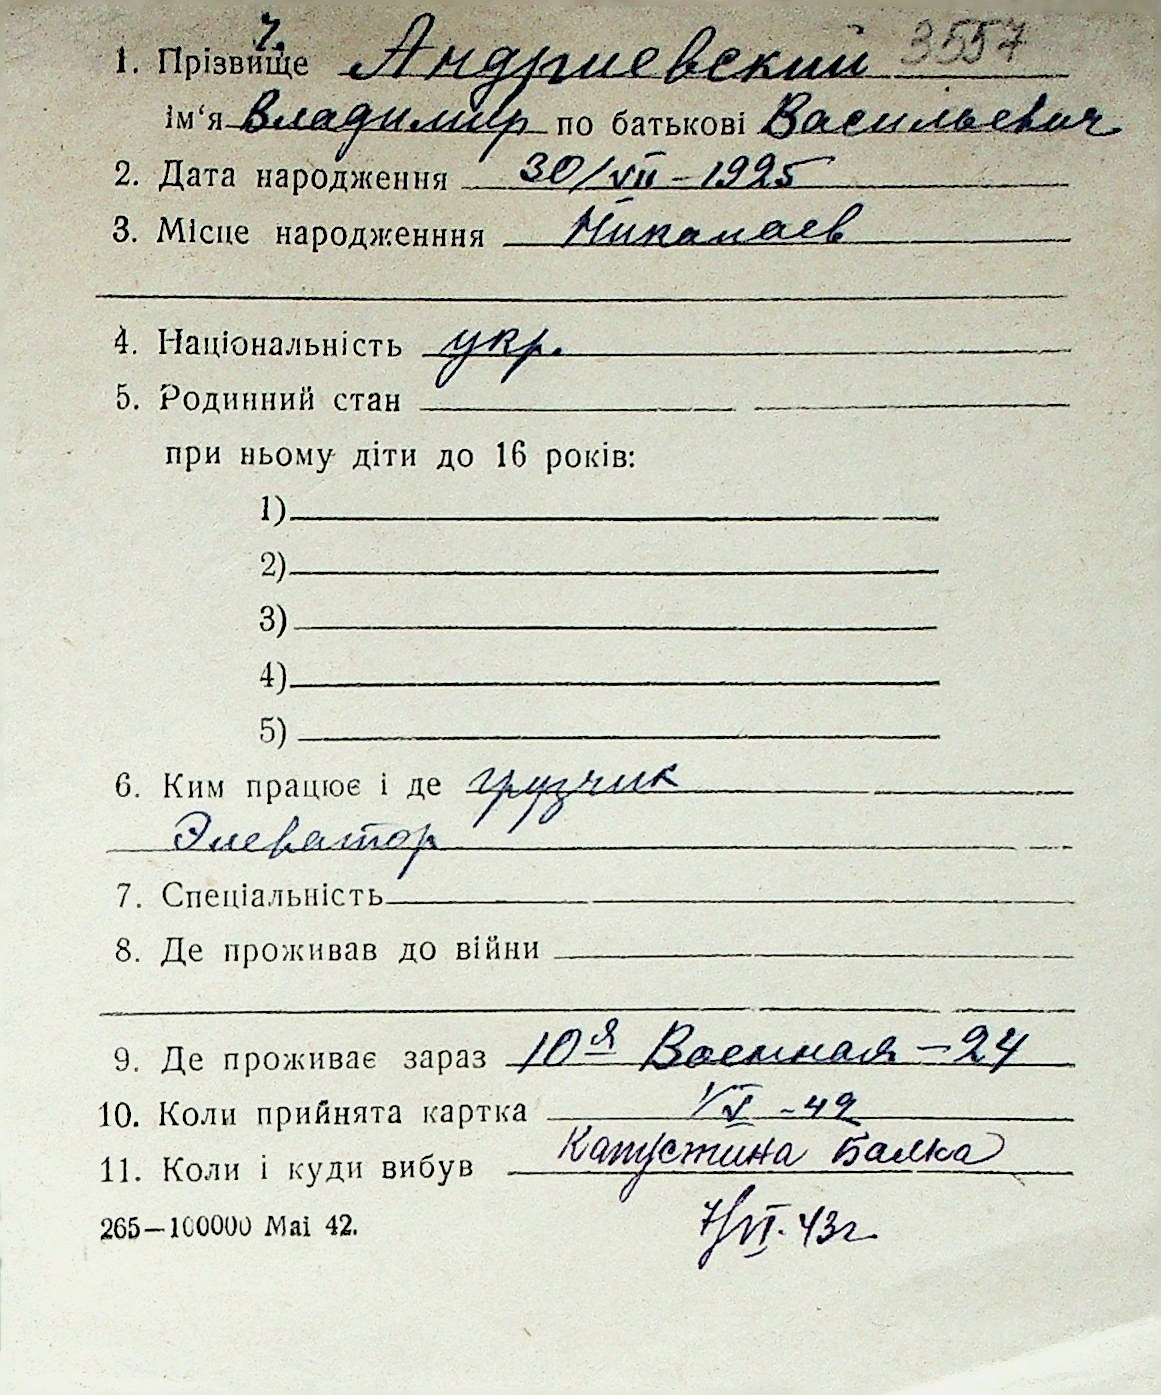 ч.
1. Прізвище Андриевский 3557
ім'я Владимир по батькові Васильевич
2. Дата народження 30/VII - 1925
3. Місце народженння Николаев
4. Національність укр.
5. Родинний стан
при ньому діти до 16 років:
1)
2)
3)
4)
5)
6. Ким працює і де грузчик
Элеватор
7. Спеціальність
8. Де проживав до війни
9. Де проживає зараз 10я Военная - 24
10. Коли прийнята картка 1/X - 42
11. Коли і куди вибув Капустина Балка
265—100000 Mai 42. 7/VI. 43г